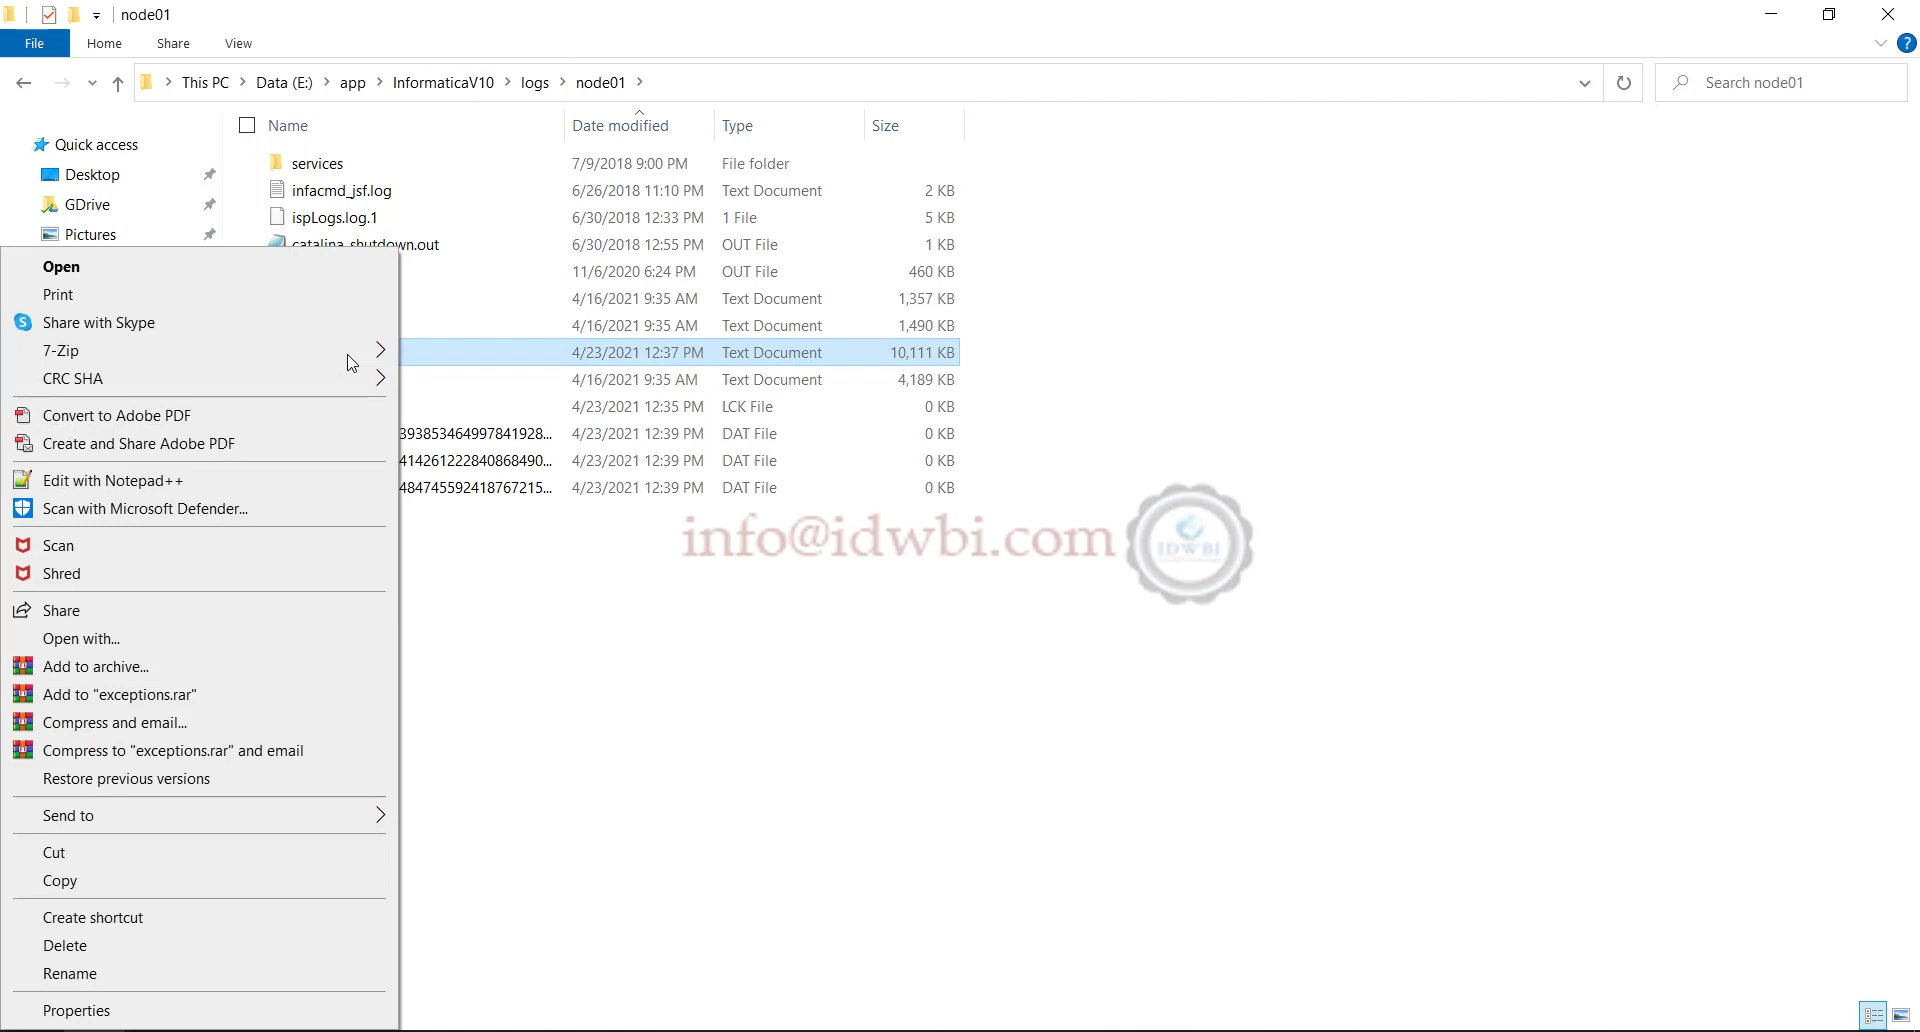 node01
File Home Share View
This PC > Data (E:) > app > InformaticaV10 > logs > node01 >
Search node01
Name Date modified Type Size
Quick access
Desktop
GDrive
Pictures
services 7/9/2018 9:00 PM File folder
infacmd_jsf.log 6/26/2018 11:10 PM Text Document 2 KB
ispLogs.log.1 6/30/2018 12:33 PM 1 File 5 KB
catalina_shutdown.out 6/30/2018 12:55 PM OUT File 1 KB
11/6/2020 6:24 PM OUT File 460 KB
4/16/2021 9:35 AM Text Document 1,357 KB
4/16/2021 9:35 AM Text Document 1,490 KB
4/23/2021 12:37 PM Text Document 10,111 KB
4/16/2021 9:35 AM Text Document 4,189 KB
4/23/2021 12:35 PM LCK File 0 KB
393853464997841928... 4/23/2021 12:39 PM DAT File 0 KB
414261222840868490... 4/23/2021 12:39 PM DAT File 0 KB
484745592418767215... 4/23/2021 12:39 PM DAT File 0 KB
Open
Print
Share with Skype
7-Zip
CRC SHA
Convert to Adobe PDF
Create and Share Adobe PDF
Edit with Notepad++
Scan with Microsoft Defender...
Scan
Shred
Share
Open with...
Add to archive...
Add to "exceptions.rar"
Compress and email...
Compress to "exceptions.rar" and email
Restore previous versions
Send to
Cut
Copy
Create shortcut
Delete
Rename
Properties
info@idwbi.com
IDWBI